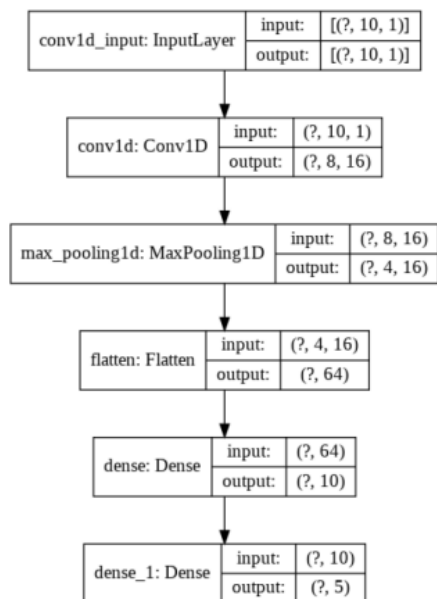 conv1d_input: InputLayer
input: [(?, 10, 1)]
output: [(?, 10, 1)]
conv1d: Conv1D
input: (?, 10, 1)
output: (?, 8, 16)
max_pooling1d: MaxPooling1D
input: (?, 8, 16)
output: (?, 4, 16)
flatten: Flatten
input: (?, 4, 16)
output: (?, 64)
dense: Dense
input: (?, 64)
output: (?, 10)
dense_1: Dense
input: (?, 10)
output: (?, 5)